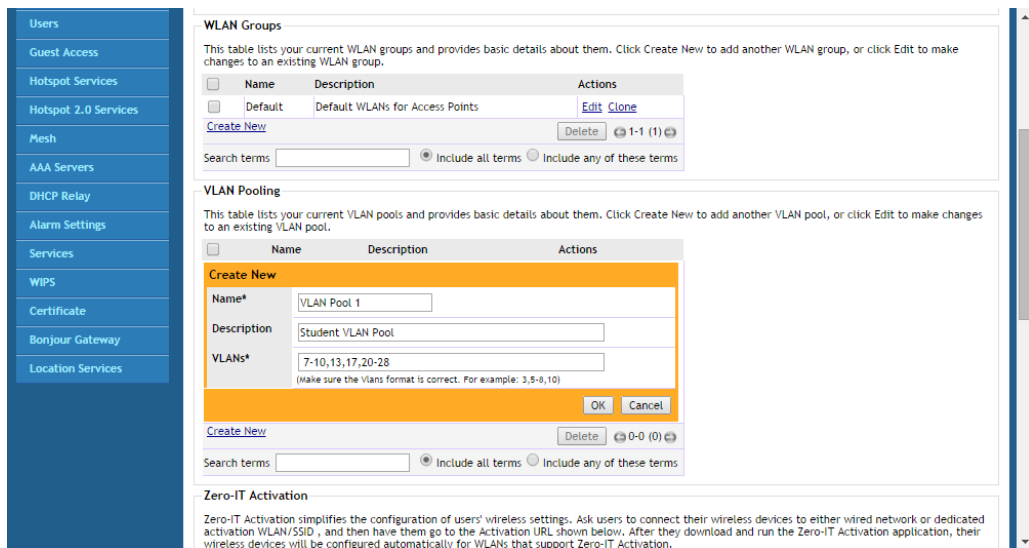 Users
Guest Access
Hotspot Services
Hotspot 2.0 Services
Mesh
AAA Servers
DHCP Relay
Alarm Settings
Services
WIPS
Certificate
Bonjour Gateway
Location Services
WLAN Groups
This table lists your current WLAN groups and provides basic details about them. Click Create New to add another WLAN group, or click Edit to make
changes to an existing WLAN group.
Name Description Actions
Default Default WLANs for Access Points Edit Clone
Create New Delete 1-1 (1)
Search terms Include all terms Include any of these terms
VLAN Pooling
This table lists your current VLAN pools and provides basic details about them. Click Create New to add another VLAN pool, or click Edit to make changes
to an existing VLAN pool.
Name Description Actions
Create New
Name* VLAN Pool 1
Description Student VLAN Pool
VLANs* 7-10,13,17,20-28
(Make sure the Vlans format is correct. For example: 3,5-8,10)
OK Cancel
Create New Delete 0-0 (0)
Search terms Include all terms Include any of these terms
Zero-IT Activation
Zero-IT Activation simplifies the configuration of users' wireless settings. Ask users to connect their wireless devices to either wired network or dedicated
activation WLAN/SSID , and then have them go to the Activation URL shown below. After they download and run the Zero-IT Activation application, their
wireless devices will be configured automatically for WLANs that support Zero-IT Activation.